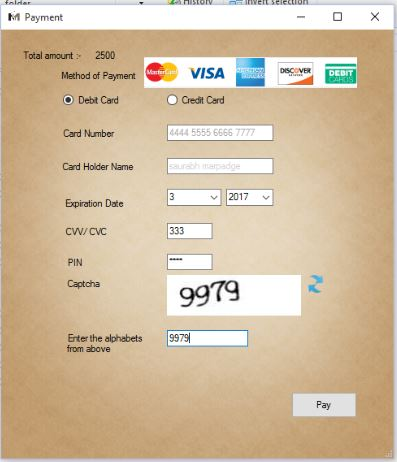 folder
History
Invert selection
Payment
Total amount :- 2500
Method of Payment MasterCard VISA AMERICAN EXPRESS DISCOVER NETWORK DEBIT CARDS
Debit Card Credit Card
Card Number 4444 5555 6666 7777
Card Holder Name saurabh marpadge
Expiration Date 3 2017
CVV/ CVC 333
PIN ••••
Captcha 9979
Enter the alphabets 9979
from above
Pay